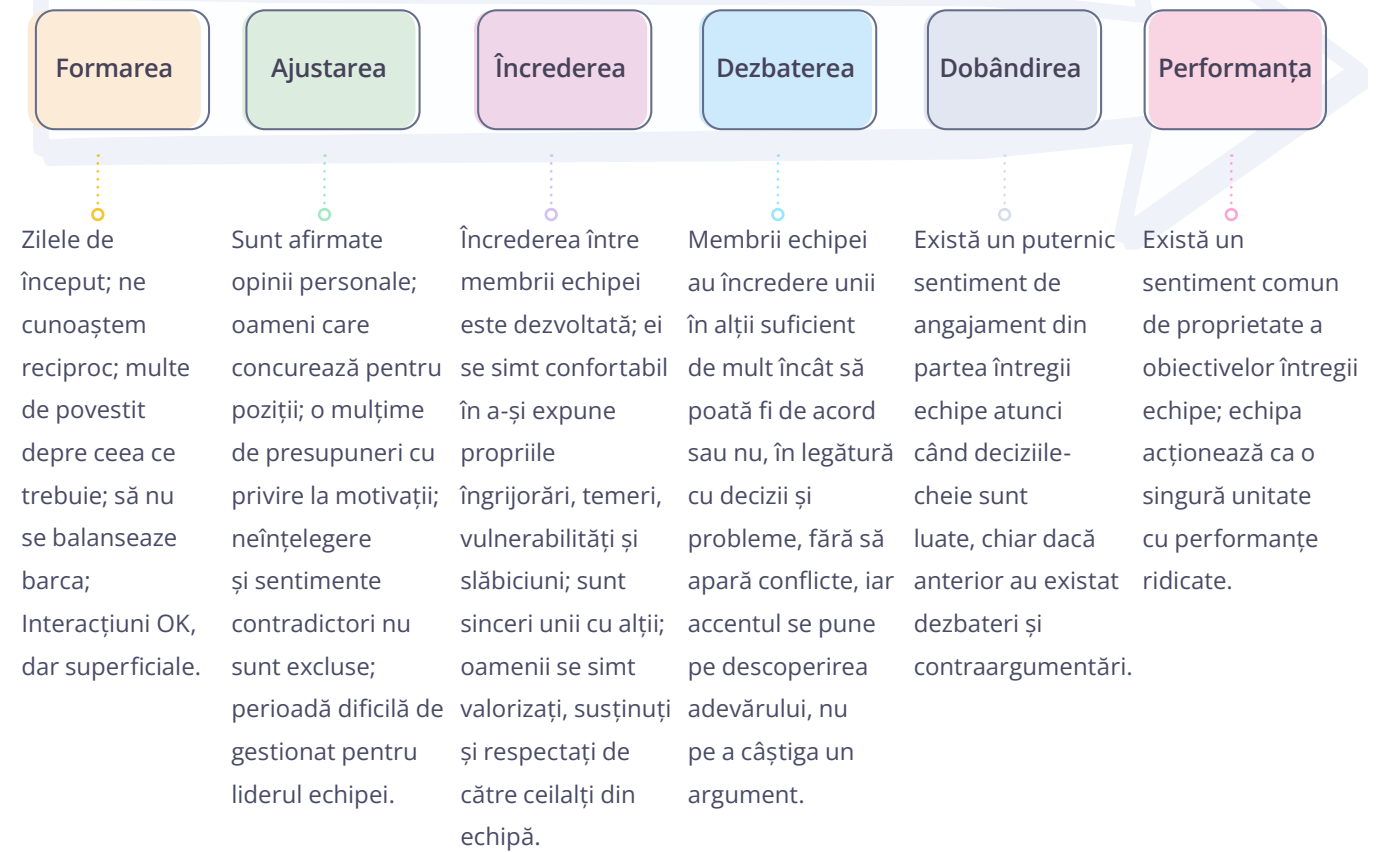 Formarea
Ajustarea
Încrederea
Dezbaterea
Dobândirea
Performanța
Zilele de
început; ne
cunoaștem
reciproc; multe
de povestit
depre ceea ce
trebuie; să nu
se balanseaze
barca;
Interacțiuni OK,
dar superficiale.
Sunt afirmate
opinii personale;
oameni care
concurează pentru
poziții; o mulțime
de presupuneri cu
privire la motivații;
neînțelegere
și sentimente
contradictori nu
sunt excluse;
perioadă dificilă de
gestionat pentru
liderul echipei.
Încrederea între
membrii echipei
este dezvoltată; ei
se simt confortabil
în a-și expune
propriile
îngrijorări, temeri,
vulnerabilități și
slăbiciuni; sunt
sinceri unii cu alții;
oamenii se simt
valorizați, susținuți
și respectați de
către ceilalți din
echipă.
Membrii echipei
au încredere unii
în alții suficient
de mult încât să
poată fi de acord
sau nu, în legătură
cu decizii și
probleme, fără să
apară conflicte, iar
accentul se pune
pe descoperirea
adevărului, nu
pe a câștiga un
argument.
Există un puternic
sentiment de
angajament din
partea întregii
echipe atunci
când deciziile-
cheie sunt
luate, chiar dacă
anterior au existat
dezbateri și
contraargumentări.
Există un
sentiment comun
de proprietate a
obiectivelor întregii
echipe; echipa
acționează ca o
singură unitate
cu performanțe
ridicate.